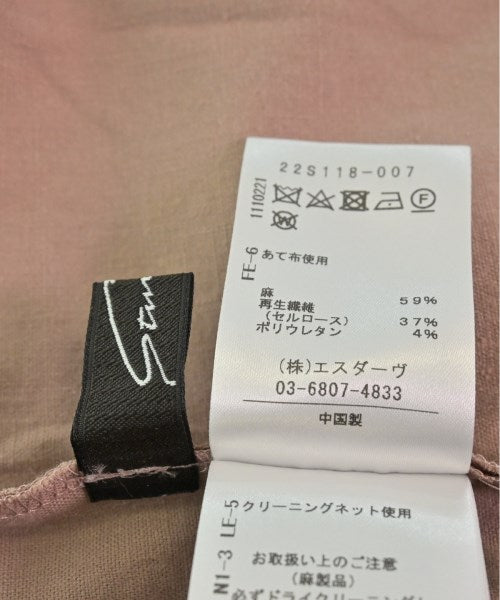 22S118-007
1110221
F
W
FE-6
あて布使用
麻 59%
再生繊維
(セルロース) 37%
ポリウレタン 4%
(株)エスダーヴ
03-6807-4833
中国製
N1-3 LE-5
クリーニングネット使用
お取扱い上のご注意
(麻製品)
必ずドライクリーニング